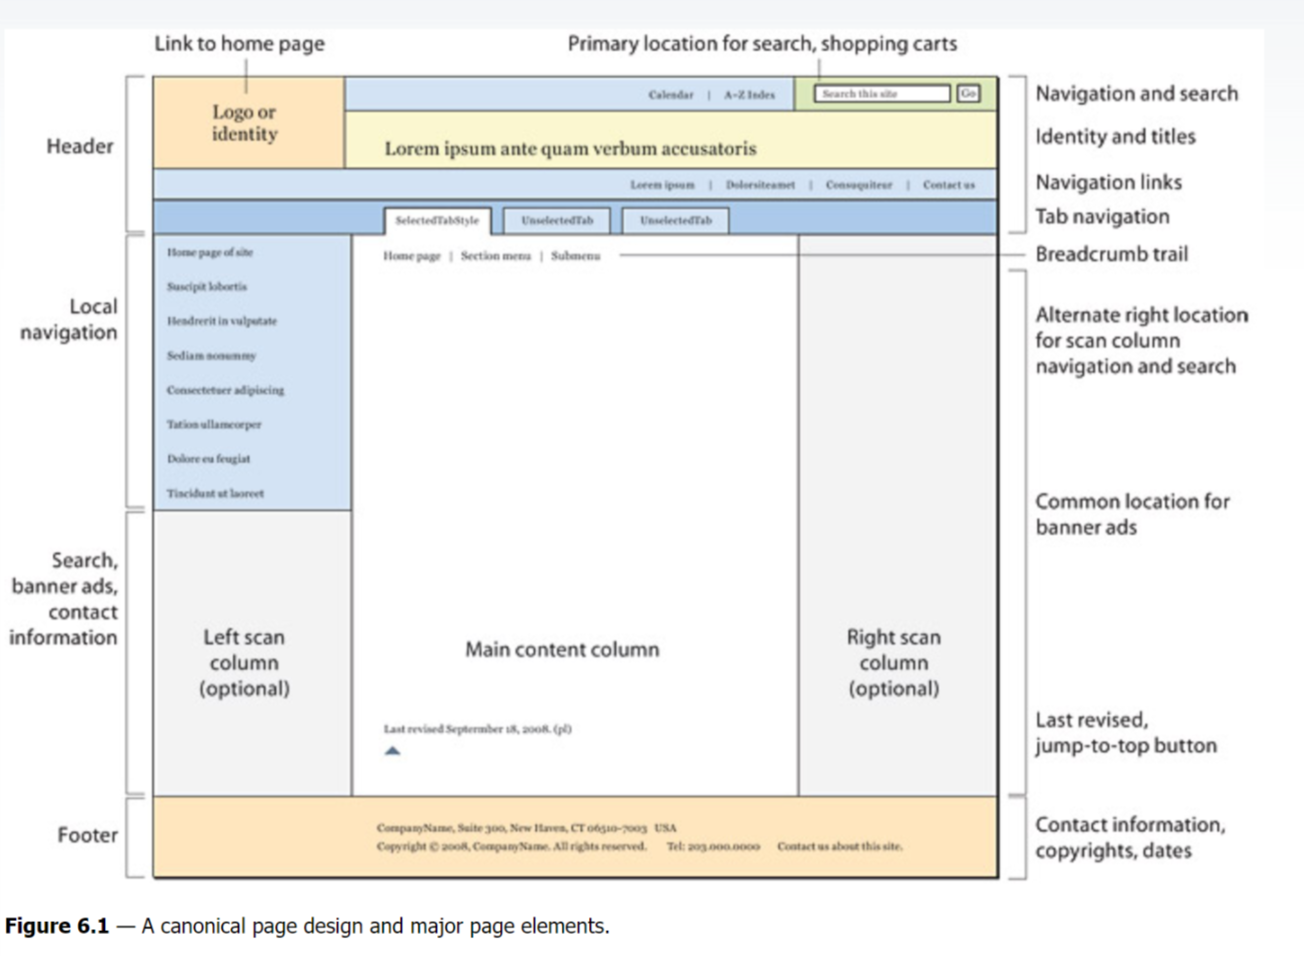 Link to home page
Primary location for search, shopping carts
Header
Logo or
identity
Calendar | A-Z Index
Search this site Go
Lorem ipsum ante quam verbum accusatoris
Lorem ipsum | Dolorsiteamet | Consequiteur | Contact us
SelectedTabStyle UnselectedTab UnselectedTab
Navigation and search
Identity and titles
Navigation links
Tab navigation
Breadcrumb trail
Local
navigation
Home page of site
Suscipit lobortis
Hendrerit in vulputate
Sediam nonummy
Consectetuer adipiscing
Tation ullamcorper
Dolore eu feugiat
Tincidunt ut laoreet
Home page | Section menu | Submenu
Alternate right location
for scan column
navigation and search
Common location for
banner ads
Search,
banner ads,
contact
information
Left scan
column
(optional)
Main content column
Right scan
column
(optional)
Last revised Septermber 18, 2008. (pl)
Last revised,
jump-to-top button
Footer
CompanyName, Suite 300, New Haven, CT 06510-7003 USA
Copyright © 2008, CompanyName. All rights reserved. Tel: 203.000.0000 Contact us about this site.
Contact information,
copyrights, dates
Figure 6.1 — A canonical page design and major page elements.